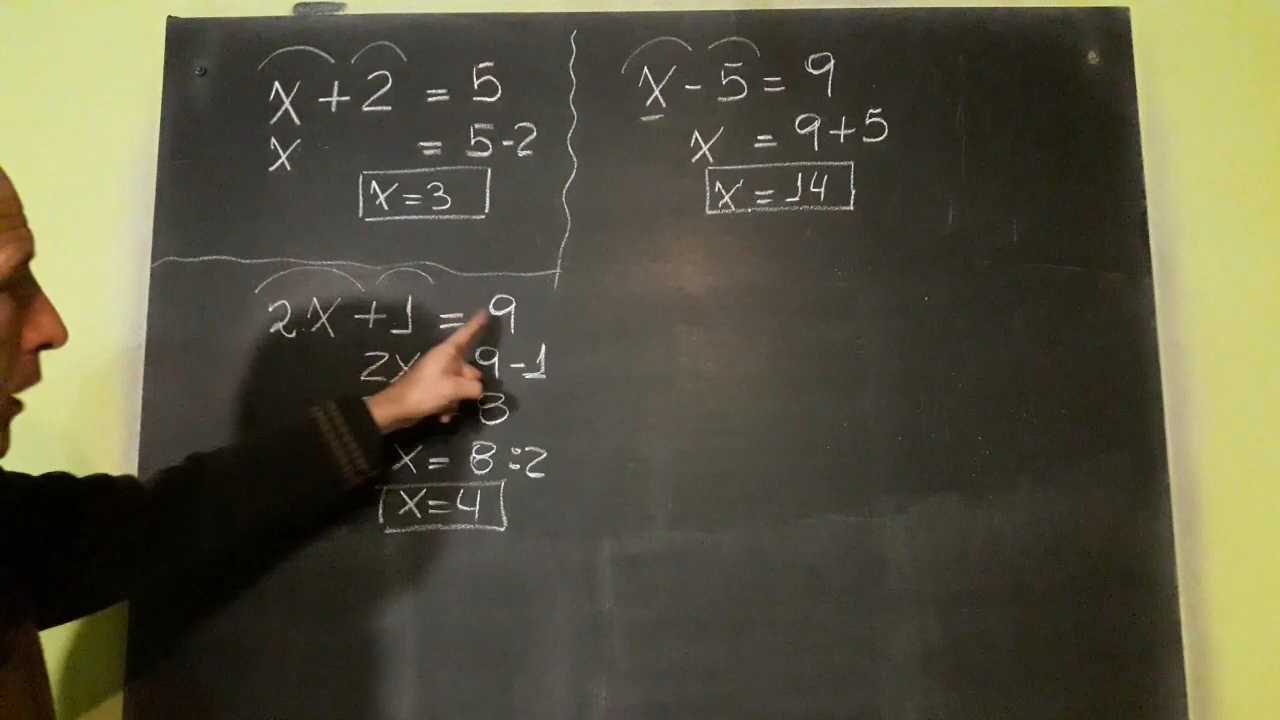 x + 2 = 5
x = 5-2
x = 3
x - 5 = 9
x = 9+5
x = 14
2.x + 1 = 9
2x 9-1
8
x = 8:2
x = 4